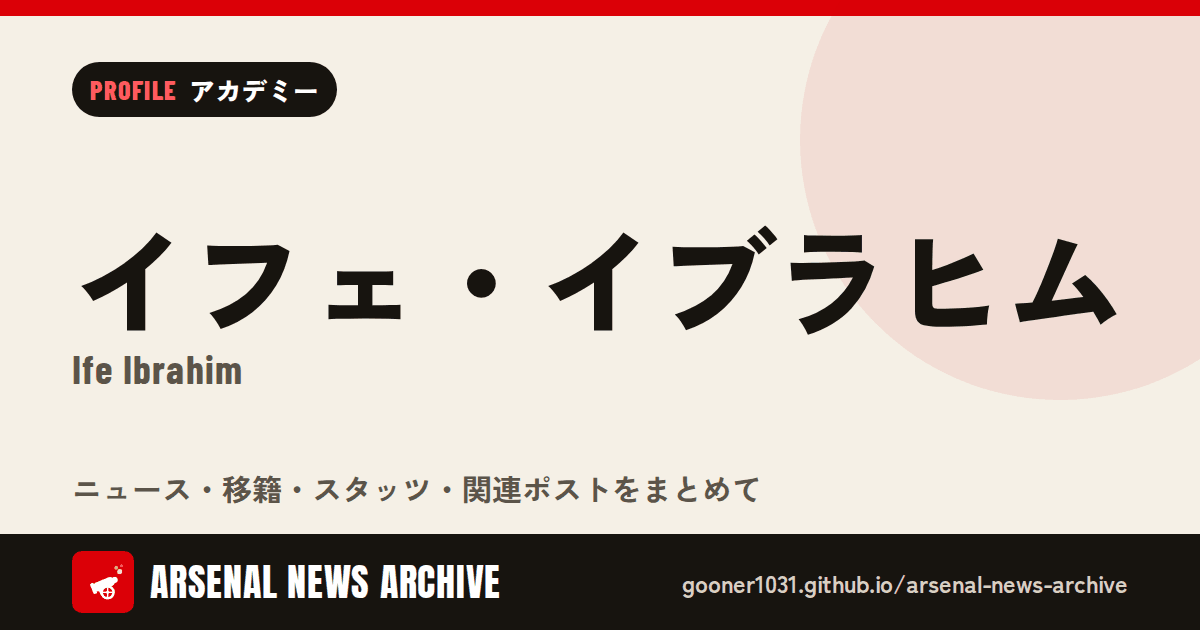 PROFILE アカデミー
イフェ・イブラヒム
Ife Ibrahim
ニュース・移籍・スタッツ・関連ポストをまとめて
ARSENAL NEWS ARCHIVE
gooner1031.github.io/arsenal-news-archive